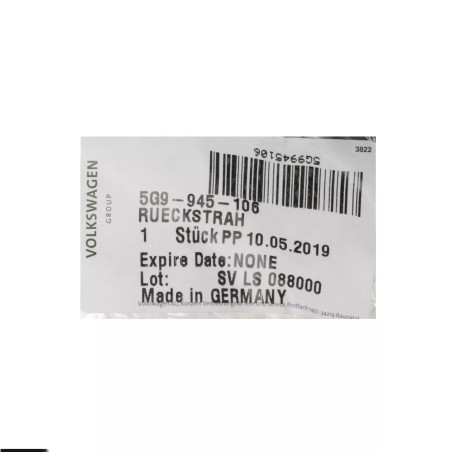 3822
5G9945106
VOLKSWAGEN
GROUP
5G9-945-106
RUECKSTRAH
1 Stück PP 10.05.2019
Expire Date: NONE
Lot: SV LS 088000
Made in GERMANY